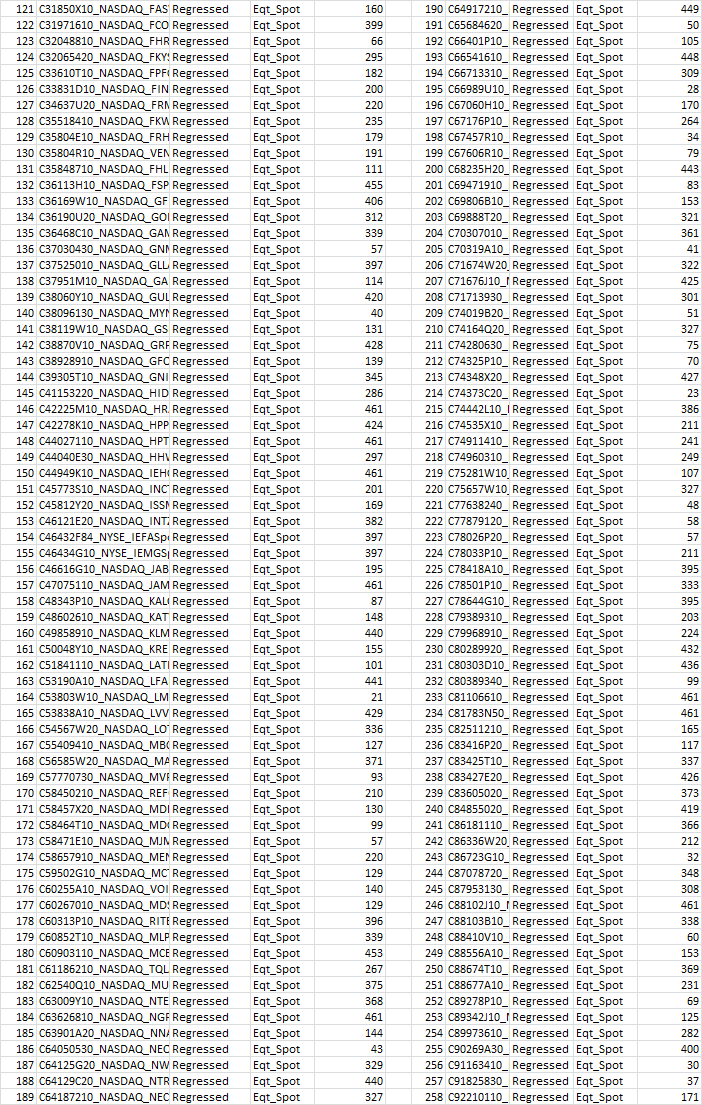 121 C31850X10_NASDAQ_FAS Regressed Eqt_Spot 160 190 C64917210_ Regressed Eqt_Spot 449
122 C31971610_NASDAQ_FCO Regressed Eqt_Spot 399 191 C65684620_ Regressed Eqt_Spot 50
123 C32048810_NASDAQ_FHR Regressed Eqt_Spot 66 192 C66401P10_ Regressed Eqt_Spot 105
124 C32065420_NASDAQ_FKY Regressed Eqt_Spot 295 193 C66541610_ Regressed Eqt_Spot 448
125 C33610T10_NASDAQ_FPF Regressed Eqt_Spot 182 194 C66713310_ Regressed Eqt_Spot 309
126 C33831D10_NASDAQ_FIN Regressed Eqt_Spot 200 195 C66989U10_ Regressed Eqt_Spot 28
127 C34637U20_NASDAQ_FRN Regressed Eqt_Spot 220 196 C67060H10_ Regressed Eqt_Spot 170
128 C35518410_NASDAQ_FKW Regressed Eqt_Spot 235 197 C67176P10_ Regressed Eqt_Spot 264
129 C35804E10_NASDAQ_FRH Regressed Eqt_Spot 179 198 C67457R10_ Regressed Eqt_Spot 34
130 C35804R10_NASDAQ_VEN Regressed Eqt_Spot 191 199 C67606R10_ Regressed Eqt_Spot 79
131 C35848710_NASDAQ_FHL Regressed Eqt_Spot 111 200 C68235H20_ Regressed Eqt_Spot 443
132 C36113H10_NASDAQ_FSP Regressed Eqt_Spot 455 201 C69471910_ Regressed Eqt_Spot 83
133 C36169W10_NASDAQ_GF Regressed Eqt_Spot 406 202 C69806B10_ Regressed Eqt_Spot 153
134 C36190U20_NASDAQ_GO Regressed Eqt_Spot 312 203 C69888T20_ Regressed Eqt_Spot 321
135 C36468C10_NASDAQ_GAN Regressed Eqt_Spot 339 204 C70307010_ Regressed Eqt_Spot 361
136 C37030430_NASDAQ_GNN Regressed Eqt_Spot 57 205 C70319A10_ Regressed Eqt_Spot 41
137 C37525010_NASDAQ_GLL Regressed Eqt_Spot 397 206 C71674W20_ Regressed Eqt_Spot 322
138 C37951M10_NASDAQ_GA Regressed Eqt_Spot 114 207 C71676J10_ Regressed Eqt_Spot 425
139 C38060Y10_NASDAQ_GUL Regressed Eqt_Spot 420 208 C71713930_ Regressed Eqt_Spot 301
140 C38096130_NASDAQ_MYN Regressed Eqt_Spot 40 209 C74019B20_ Regressed Eqt_Spot 51
141 C38119W10_NASDAQ_GS Regressed Eqt_Spot 131 210 C74164Q20_ Regressed Eqt_Spot 327
142 C38870V10_NASDAQ_GRF Regressed Eqt_Spot 428 211 C74280630_ Regressed Eqt_Spot 75
143 C38928910_NASDAQ_GFC Regressed Eqt_Spot 139 212 C74325P10_ Regressed Eqt_Spot 70
144 C39305T10_NASDAQ_GNI Regressed Eqt_Spot 345 213 C74348X20_ Regressed Eqt_Spot 427
145 C41153220_NASDAQ_HID Regressed Eqt_Spot 286 214 C74373C20_ Regressed Eqt_Spot 23
146 C42225M10_NASDAQ_HR Regressed Eqt_Spot 461 215 C74442L10_ Regressed Eqt_Spot 386
147 C42278K10_NASDAQ_HPP Regressed Eqt_Spot 424 216 C74535X10_ Regressed Eqt_Spot 211
148 C44027110_NASDAQ_HPT Regressed Eqt_Spot 461 217 C74911410_ Regressed Eqt_Spot 241
149 C44040E30_NASDAQ_HHV Regressed Eqt_Spot 297 218 C74960310_ Regressed Eqt_Spot 249
150 C44949K10_NASDAQ_IEH Regressed Eqt_Spot 461 219 C75281W10_ Regressed Eqt_Spot 107
151 C45773S10_NASDAQ_INC Regressed Eqt_Spot 201 220 C75657W10_ Regressed Eqt_Spot 327
152 C45812Y20_NASDAQ_ISSN Regressed Eqt_Spot 169 221 C77638240_ Regressed Eqt_Spot 48
153 C46121E20_NASDAQ_INT Regressed Eqt_Spot 382 222 C77879120_ Regressed Eqt_Spot 58
154 C46432F84_NYSE_IEFASp Regressed Eqt_Spot 397 223 C78026P20_ Regressed Eqt_Spot 57
155 C46434G10_NYSE_IEMGS Regressed Eqt_Spot 397 224 C78033P10_ Regressed Eqt_Spot 211
156 C46616G10_NASDAQ_JAB Regressed Eqt_Spot 195 225 C78418A10_ Regressed Eqt_Spot 395
157 C47075110_NASDAQ_JAM Regressed Eqt_Spot 461 226 C78501P10_ Regressed Eqt_Spot 333
158 C48343P10_NASDAQ_KAL Regressed Eqt_Spot 87 227 C78644G10_ Regressed Eqt_Spot 395
159 C48602610_NASDAQ_KAT Regressed Eqt_Spot 148 228 C79389310_ Regressed Eqt_Spot 203
160 C49858910_NASDAQ_KLM Regressed Eqt_Spot 440 229 C79968910_ Regressed Eqt_Spot 224
161 C50048Y10_NASDAQ_KRE Regressed Eqt_Spot 155 230 C80289920_ Regressed Eqt_Spot 432
162 C51841110_NASDAQ_LATI Regressed Eqt_Spot 101 231 C80303D10_ Regressed Eqt_Spot 436
163 C53190A10_NASDAQ_LFA Regressed Eqt_Spot 441 232 C80389340_ Regressed Eqt_Spot 99
164 C53803W10_NASDAQ_LM Regressed Eqt_Spot 21 233 C81106610_ Regressed Eqt_Spot 461
165 C53838A10_NASDAQ_LVV Regressed Eqt_Spot 429 234 C81783N50_ Regressed Eqt_Spot 461
166 C54567W20_NASDAQ_LO Regressed Eqt_Spot 336 235 C82511210_ Regressed Eqt_Spot 165
167 C55409410_NASDAQ_MB Regressed Eqt_Spot 127 236 C83416P20_ Regressed Eqt_Spot 117
168 C56585W20_NASDAQ_MA Regressed Eqt_Spot 371 237 C83425T10_ Regressed Eqt_Spot 337
169 C57770730_NASDAQ_MVF Regressed Eqt_Spot 93 238 C83427E20_ Regressed Eqt_Spot 426
170 C58450210_NASDAQ_REF Regressed Eqt_Spot 210 239 C83605020_ Regressed Eqt_Spot 373
171 C58457X20_NASDAQ_MDI Regressed Eqt_Spot 130 240 C84855020_ Regressed Eqt_Spot 419
172 C58464T10_NASDAQ_MD Regressed Eqt_Spot 99 241 C86181110_ Regressed Eqt_Spot 366
173 C58471E10_NASDAQ_MJN Regressed Eqt_Spot 57 242 C86336W20_ Regressed Eqt_Spot 212
174 C58657910_NASDAQ_MEN Regressed Eqt_Spot 220 243 C86723G10_ Regressed Eqt_Spot 32
175 C59502G10_NASDAQ_MC Regressed Eqt_Spot 129 244 C87078720_ Regressed Eqt_Spot 348
176 C60255A10_NASDAQ_VOI Regressed Eqt_Spot 140 245 C87953130_ Regressed Eqt_Spot 308
177 C60267010_NASDAQ_MD Regressed Eqt_Spot 129 246 C88102J10_ Regressed Eqt_Spot 461
178 C60313P10_NASDAQ_RITE Regressed Eqt_Spot 396 247 C88103B10_ Regressed Eqt_Spot 338
179 C60852T10_NASDAQ_MLP Regressed Eqt_Spot 339 248 C88410V10_ Regressed Eqt_Spot 60
180 C60903110_NASDAQ_MCE Regressed Eqt_Spot 453 249 C88556A10_ Regressed Eqt_Spot 153
181 C61186210_NASDAQ_TQL Regressed Eqt_Spot 267 250 C88674T10_ Regressed Eqt_Spot 369
182 C62540Q10_NASDAQ_MU Regressed Eqt_Spot 375 251 C88677A10_ Regressed Eqt_Spot 231
183 C63009Y10_NASDAQ_NTE Regressed Eqt_Spot 368 252 C89278P10_ Regressed Eqt_Spot 69
184 C63626810_NASDAQ_NGF Regressed Eqt_Spot 461 253 C89342J10_ Regressed Eqt_Spot 125
185 C63901A20_NASDAQ_NNA Regressed Eqt_Spot 144 254 C89973610_ Regressed Eqt_Spot 282
186 C64050530_NASDAQ_NEO Regressed Eqt_Spot 43 255 C90269A30_ Regressed Eqt_Spot 400
187 C64125G20_NASDAQ_NW Regressed Eqt_Spot 329 256 C91163410_ Regressed Eqt_Spot 30
188 C64129C20_NASDAQ_NTR Regressed Eqt_Spot 440 257 C91825830_ Regressed Eqt_Spot 37
189 C64187210_NASDAQ_NEC Regressed Eqt_Spot 327 258 C92210110_ Regressed Eqt_Spot 171